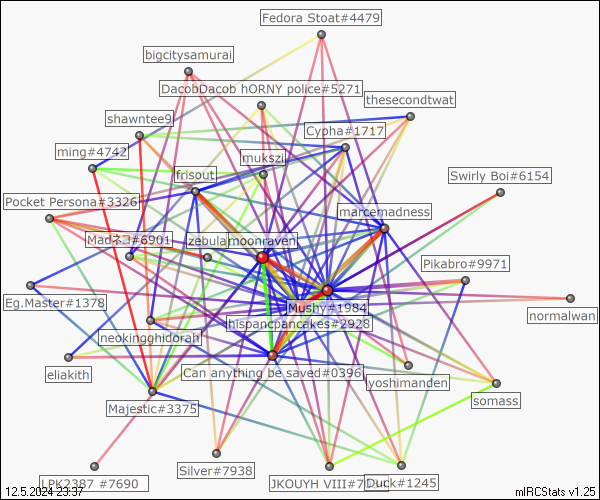 Fedora Stoat#4479
bigcitysamurai
DacobDacob hORNY police#5271
thesecondtwat
shawntee9
Cypha#1717
ming#4742
mukszi
frisout
Swirly Boi#6154
Pocket Persona#3326
marcemadness
Madネコ#6901
zebula
moonraven
Pikabro#9971
Eg.Master#1378
Mushy#1984
normalwan
hispancpancakes#2928
neokingghidorah
eliakith
Can anything be saved#0396
lyoshimanden
somass
Majestic#3375
Silver#7938
LPK2387 #7690
JKOUYH VIII#7
Duck#1245
12.5.2024 23:37
mIRCStats v1.25